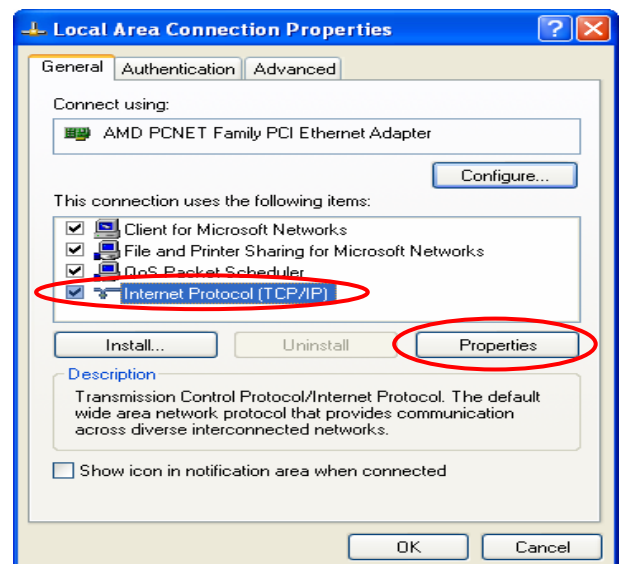 Local Area Connection Properties
General Authentication Advanced
Connect using:
AMD PCNET Family PCI Ethernet Adapter
Configure...
This connection uses the following items:
Client for Microsoft Networks
File and Printer Sharing for Microsoft Networks
QoS Packet Scheduler
Internet Protocol (TCP/IP)
Install... Uninstall Properties
Description
Transmission Control Protocol/Internet Protocol. The default
wide area network protocol that provides communication
across diverse interconnected networks.
Show icon in notification area when connected
OK Cancel